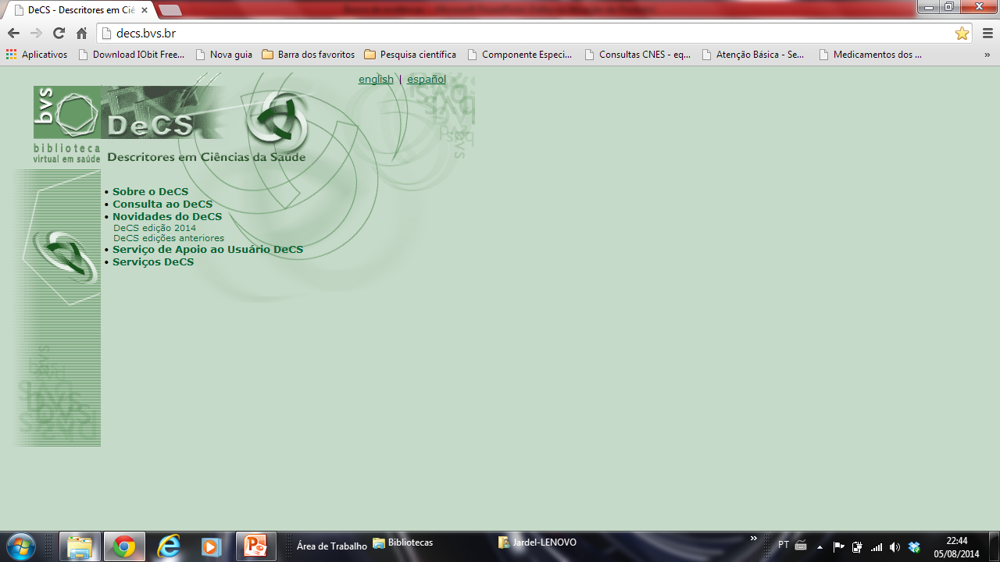 DeCS - Descritores em Ciê
decs.bvs.br
Aplicativos Download IObit Free... Nova guia Barra dos favoritos Pesquisa científica Componente Especi... Consultas CNES - eq... Atenção Básica - Se... Medicamentos dos ... »
english | español
bvs
DeCS
biblioteca
virtual em saúde
Descritores em Ciências da Saúde
• Sobre o DeCS
• Consulta ao DeCS
• Novidades do DeCS
DeCS edição 2014
DeCS edições anteriores
• Serviço de Apoio ao Usuário DeCS
• Serviços DeCS
Área de Trabalho Bibliotecas Jardel-LENOVO » PT 22:44
05/08/2014